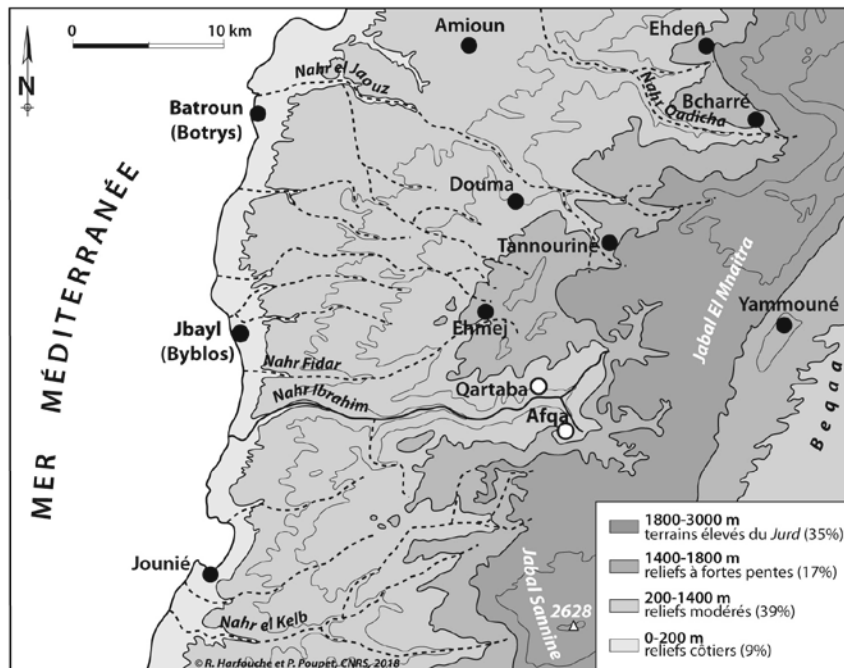 0 10 km
N
Amioun
Ehden
Nahr el Jaouz
Nahr Qadicha
Bcharré
Batroun
(Botrys)
Douma
Tannourine
MER MÉDITERRANÉE
Jabal El Mnaitra
Yammouné
Ehmej
Jbayl
(Byblos)
Nahr Fidar
Qartaba
Nahr Ibrahim
Afqa
Beqaa
Jounié
Nahr el Kelb
Jabal Sannine
2628
1800-3000 m
terrains élevés du Jurd (35%)
1400-1800 m
reliefs à fortes pentes (17%)
200-1400 m
reliefs modérés (39%)
0-200 m
reliefs côtiers (9%)
© R. Harfouche et P. Poupet, CNRS, 2018